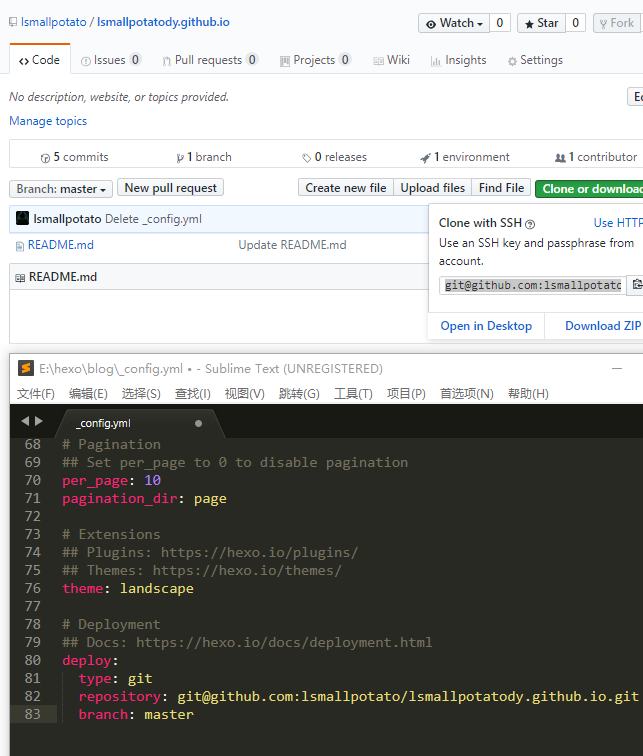 lsmallpotato / lsmallpotatody.github.io
Watch 0 Star 0 Fork
Code Issues 0 Pull requests 0 Projects 0 Wiki Insights Settings
No description, website, or topics provided.
Manage topics
5 commits 1 branch 0 releases 1 environment 1 contributor
Branch: master New pull request Create new file Upload files Find File Clone or download
lsmallpotato Delete _config.yml
README.md Update README.md
README.md
Clone with SSH Use HTTP
Use an SSH key and passphrase from
account.
git@github.com:lsmallpotato
Open in Desktop Download ZIP
E:\hexo\blog\_config.yml • - Sublime Text (UNREGISTERED)
文件(F) 编辑(E) 选择(S) 查找(I) 视图(V) 跳转(G) 工具(T) 项目(P) 首选项(N) 帮助(H)
_config.yml
68 # Pagination
69 ## Set per_page to 0 to disable pagination
70 per_page: 10
71 pagination_dir: page
72
73 # Extensions
74 ## Plugins: https://hexo.io/plugins/
75 ## Themes: https://hexo.io/themes/
76 theme: landscape
77
78 # Deployment
79 ## Docs: https://hexo.io/docs/deployment.html
80 deploy:
81 type: git
82 repository: git@github.com:lsmallpotato/lsmallpotatody.github.io.git
83 branch: master